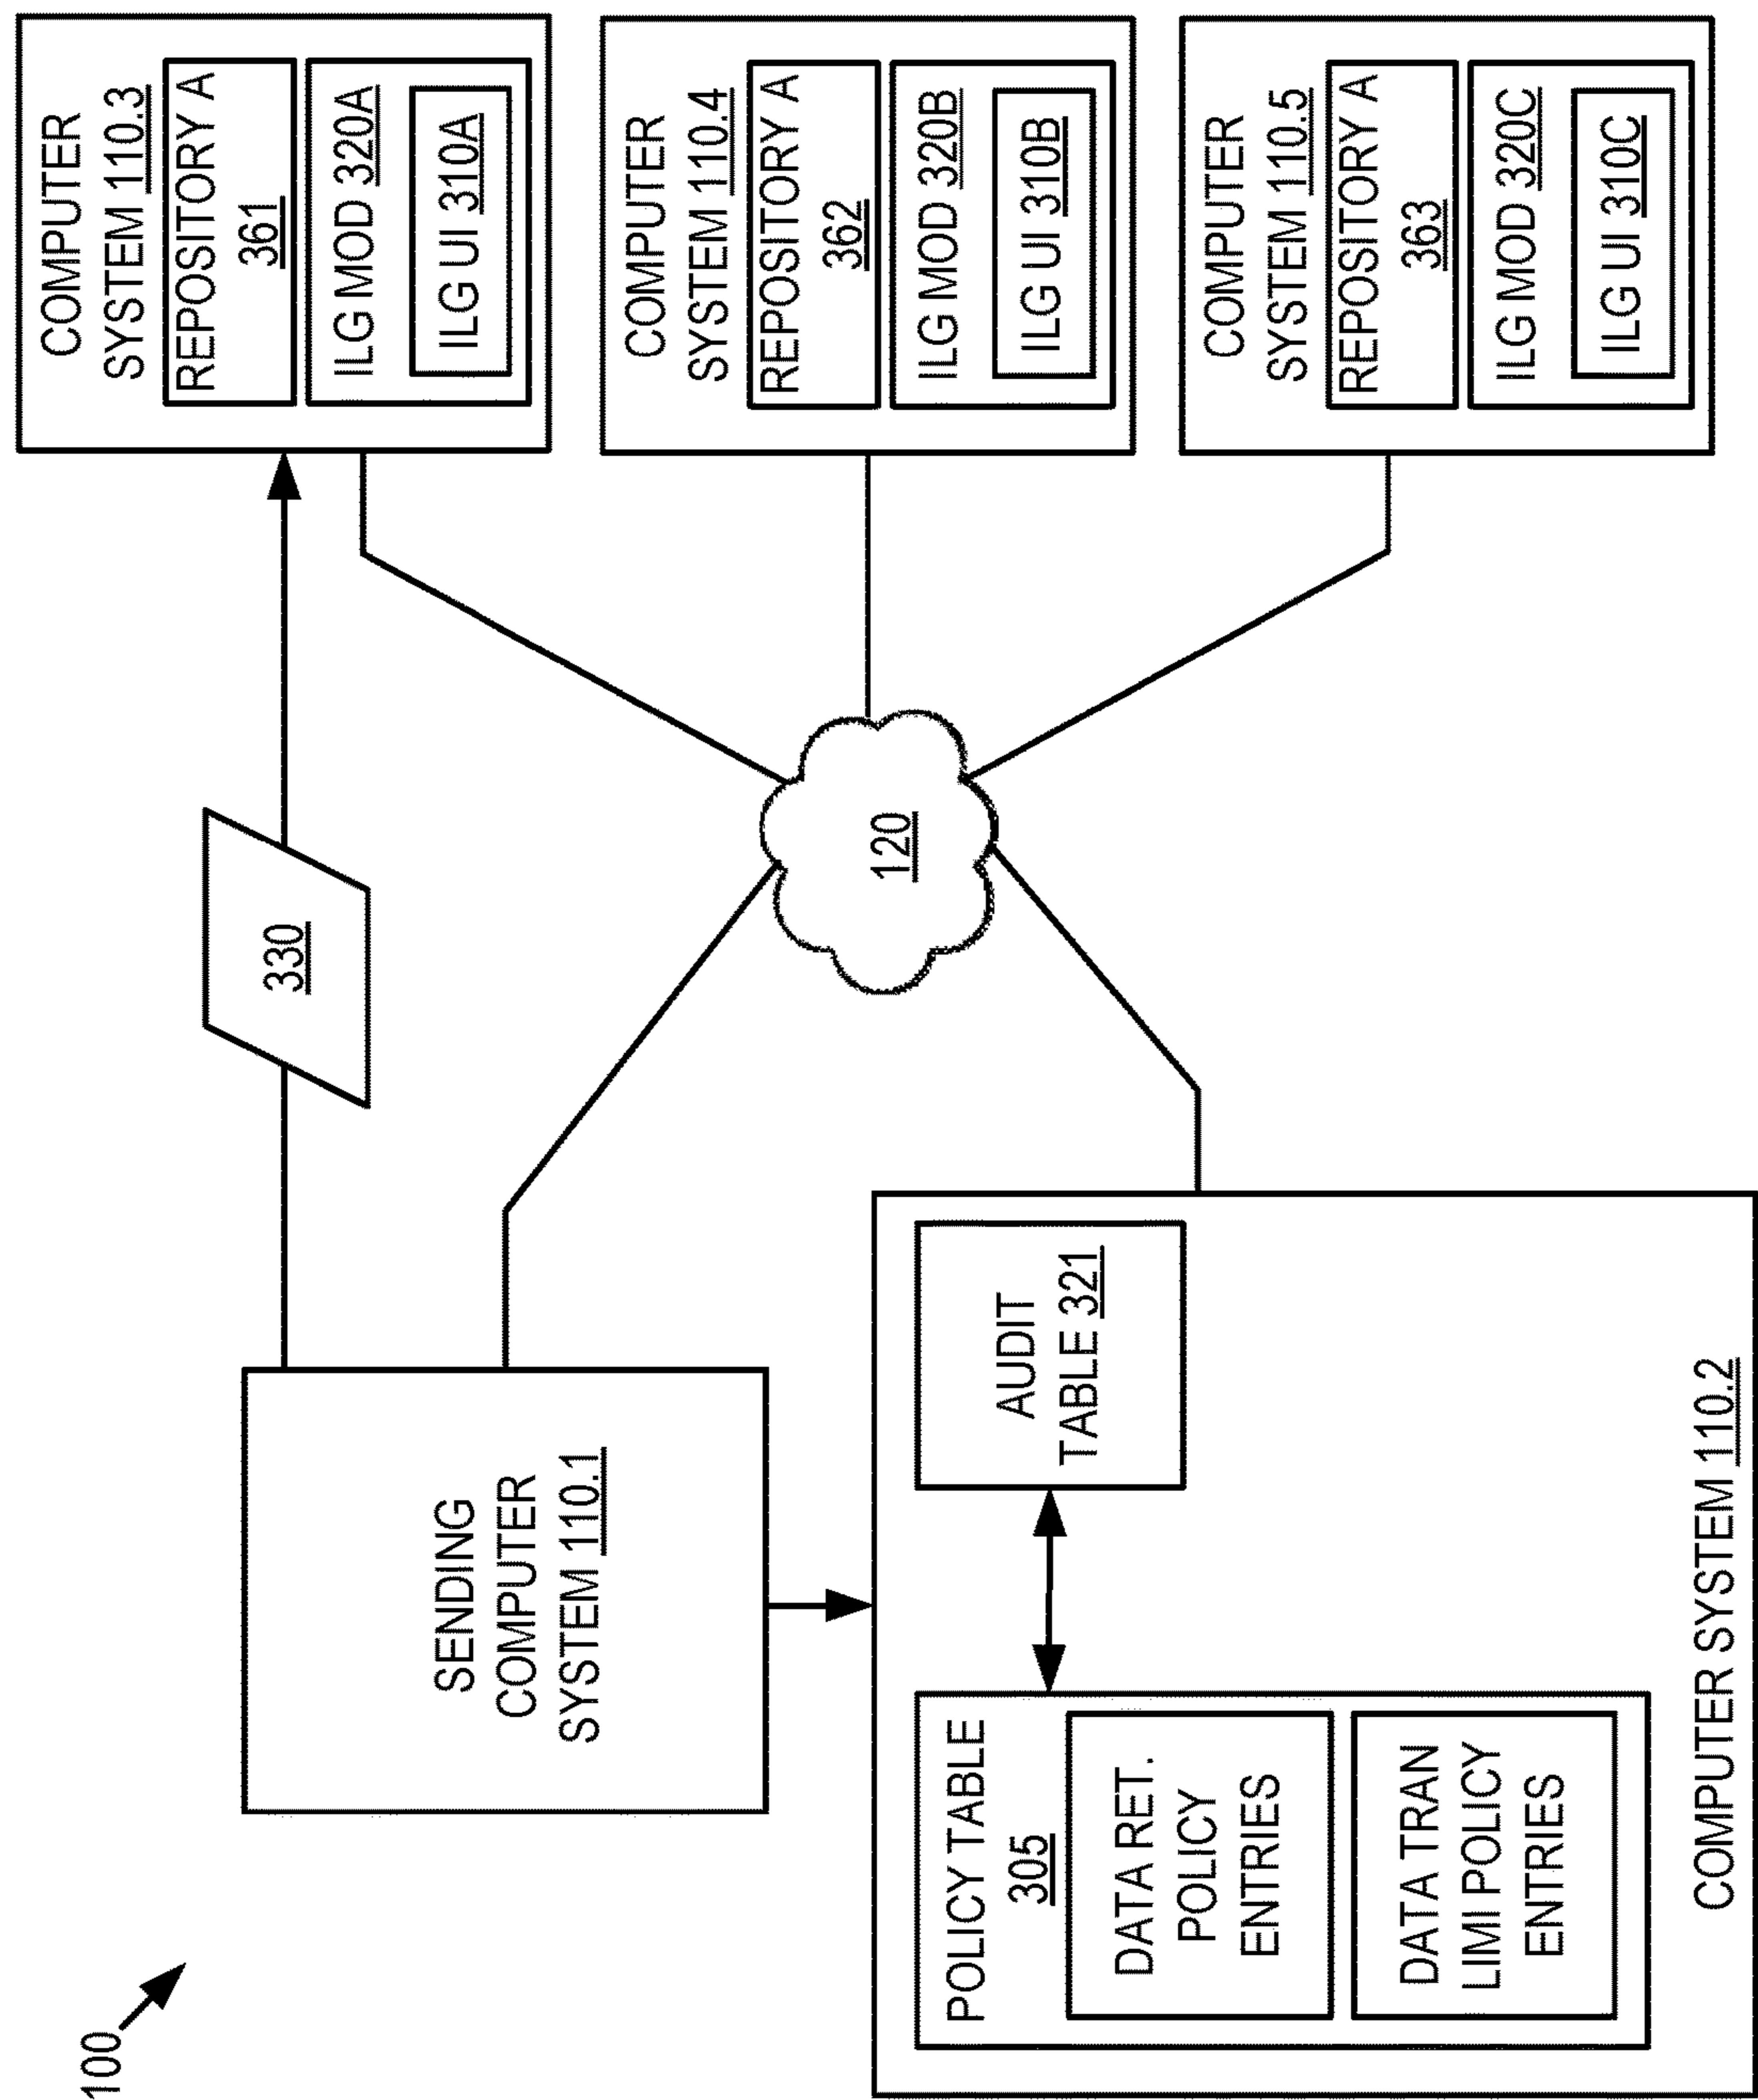 100
SENDING
COMPUTER
SYSTEM 110.1
330
COMPUTER
SYSTEM 110.3
REPOSITORY A
361
ILG MOD 320A
ILG UI 310A
120
COMPUTER
SYSTEM 110.4
REPOSITORY A
362
ILG MOD 320B
ILG UI 310B
POLICY TABLE
305
DATA RET.
POLICY
ENTRIES
DATA TRAN
LIMI POLICY
ENTRIES
AUDIT
TABLE 321
COMPUTER SYSTEM 110.2
COMPUTER
SYSTEM 110.5
REPOSITORY A
363
ILG MOD 320C
ILG UI 310C